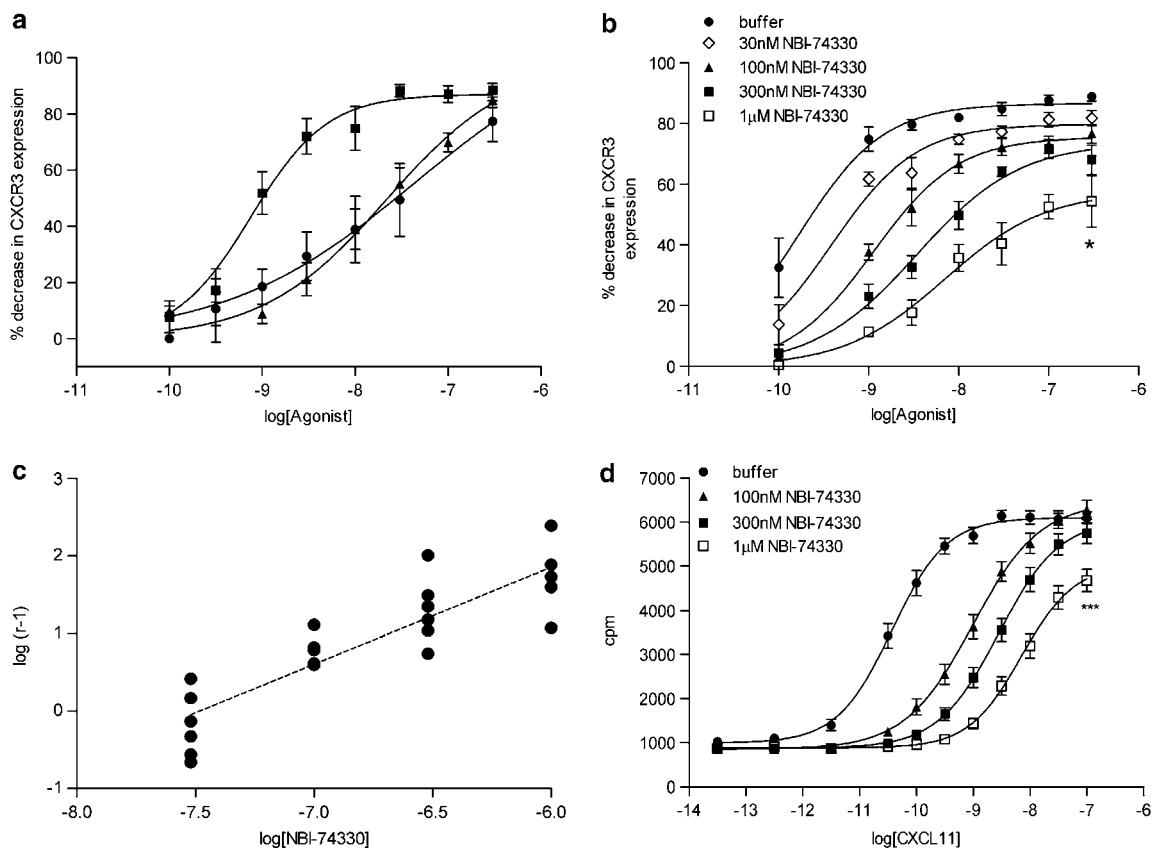 a
% decrease in CXCR3 expression
100
80
60
40
20
0
-11 -10 -9 -8 -7 -6
log[Agonist]
b
buffer
30nM NBI-74330
100nM NBI-74330
300nM NBI-74330
1μM NBI-74330
% decrease in CXCR3
expression
100
80
60
40
20
0
*
-11 -10 -9 -8 -7 -6
log[Agonist]
c
log (r-1)
3
2
1
0
-1
-8.0 -7.5 -7.0 -6.5 -6.0
log[NBI-74330]
d
buffer
100nM NBI-74330
300nM NBI-74330
1μM NBI-74330
cpm
7000
6000
5000
4000
3000
2000
1000
0
***
-14 -13 -12 -11 -10 -9 -8 -7 -6
log[CXCL11]